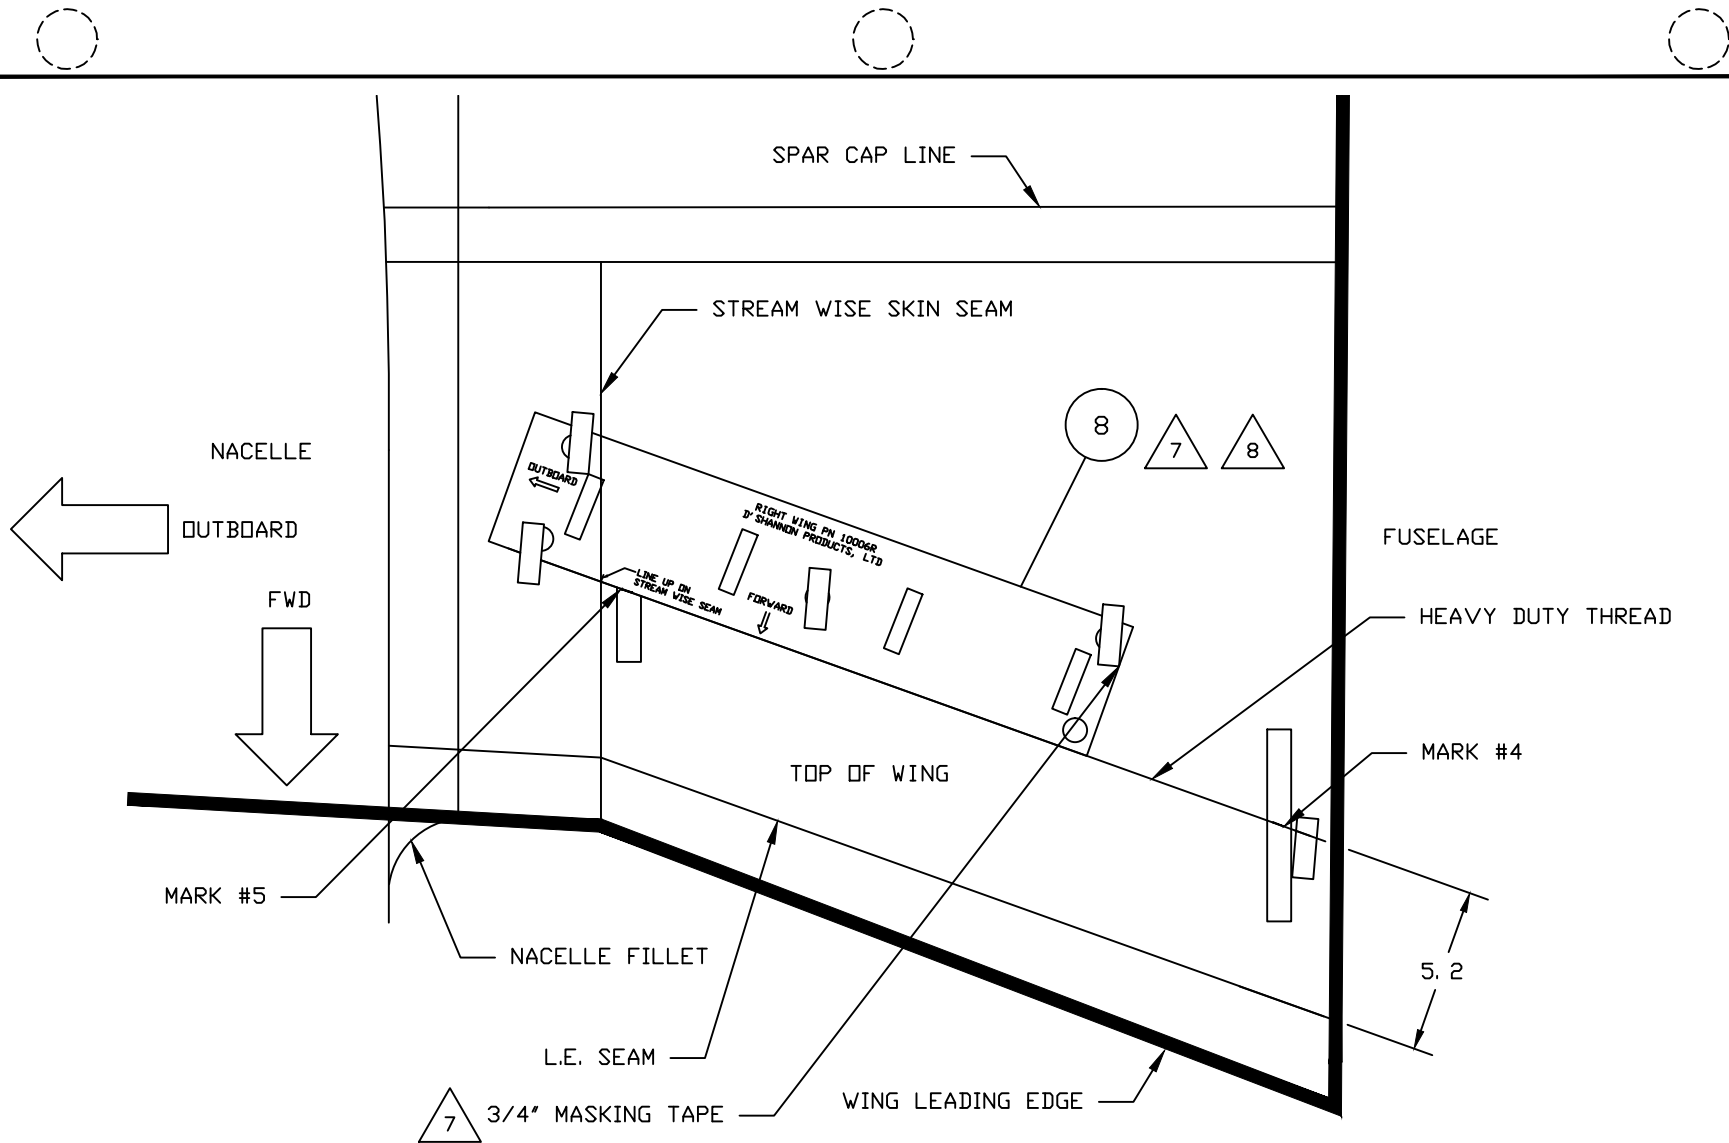 SPAR CAP LINE
STREAM WISE SKIN SEAM
8
7
8
NACELLE
OUTBOARD
RIGHT WING PN 10006R
D'SHANNON PRODUCTS, LTD
OUTBOARD
FUSELAGE
LINE UP ON
STREAM WISE SEAM
FORWARD
FWD
HEAVY DUTY THREAD
MARK #4
TOP OF WING
MARK #5
NACELLE FILLET
5.2
L.E. SEAM
WING LEADING EDGE
7
3/4" MASKING TAPE